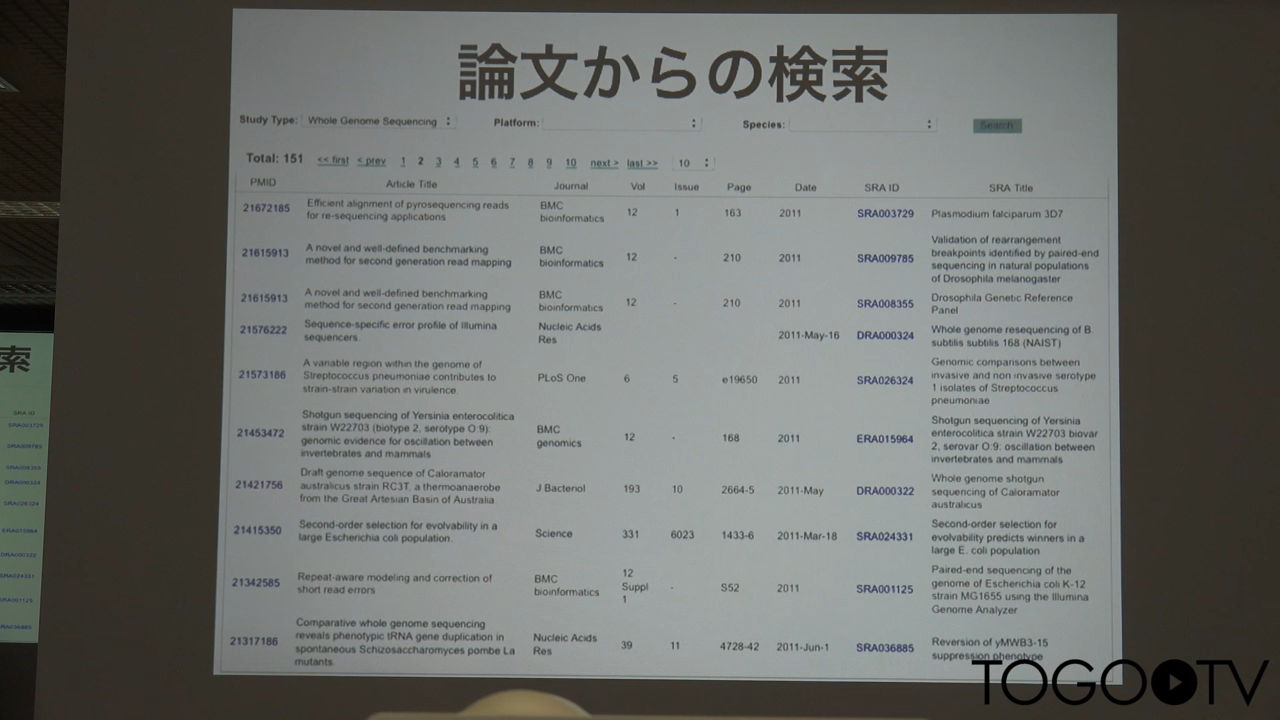 論文からの検索
Study Type: Whole Genome Sequencing Platform: Species: Search
Total: 151 << first < prev 1 2 3 4 5 6 7 8 9 10 next > last >> 10
PMID Article Title Journal Vol Issue Page Date SRA ID SRA Title
21672185 Efficient alignment of pyrosequencing reads for re-sequencing applications BMC bioinformatics 12 1 163 2011 SRA003729 Plasmodium falciparum 3D7
21615913 A novel and well-defined benchmarking method for second generation read mapping BMC bioinformatics 12 - 210 2011 SRA009785 Validation of rearrangement breakpoints identified by paired-end sequencing in natural populations of Drosophila melanogaster
21615913 A novel and well-defined benchmarking method for second generation read mapping BMC bioinformatics 12 - 210 2011 SRA008355 Drosophila Genetic Reference Panel
21576222 Sequence-specific error profile of Illumina sequencers. Nucleic Acids Res 2011-May-16 DRA000324 Whole genome resequencing of B. subtilis subtilis 168 (NAIST)
21573186 A variable region within the genome of Streptococcus pneumoniae contributes to strain-strain variation in virulence. PLoS One 6 5 e19650 2011 SRA026324 Genomic comparisons between invasive and non invasive serotype 1 isolates of Streptococcus pneumoniae
21453472 Shotgun sequencing of Yersinia enterocolitica strain W22703 (biotype 2, serotype O:9): genomic evidence for oscillation between invertebrates and mammals BMC genomics 12 - 168 2011 ERA015964 Shotgun sequencing of Yersinia enterocolitica strain W22703 biovar 2, serovar O:9: oscillation between invertebrates and mammals
21421756 Draft genome sequence of Caloramator australicus strain RC3T, a thermoanaerobe from the Great Artesian Basin of Australia. J Bacteriol 193 10 2664-5 2011-May DRA000322 Whole genome shotgun sequencing of Caloramator australicus
21415350 Second-order selection for evolvability in a large Escherichia coli population. Science 331 6023 1433-6 2011-Mar-18 SRA024331 Second-order selection for evolvability predicts winners in a large E. coli population
21342585 Repeat-aware modeling and correction of short read errors BMC bioinformatics 12 Suppl 1 - S52 2011 SRA001125 Paired-end sequencing of the genome of Escherichia coli K-12 strain MG1655 using the Illumina Genome Analyzer
21317186 Comparative whole genome sequencing reveals phenotypic tRNA gene duplication in spontaneous Schizosaccharomyces pombe La mutants. Nucleic Acids Res 39 11 4728-42 2011-Jun-1 SRA036885 Reversion of yMWB3-15 suppression phenotype
索
SRA ID
SRA003729
SRA009785
SRA008355
DRA000324
SRA026324
ERA015964
DRA000322
SRA024331
SRA001125
SRA036885
TOGO TV